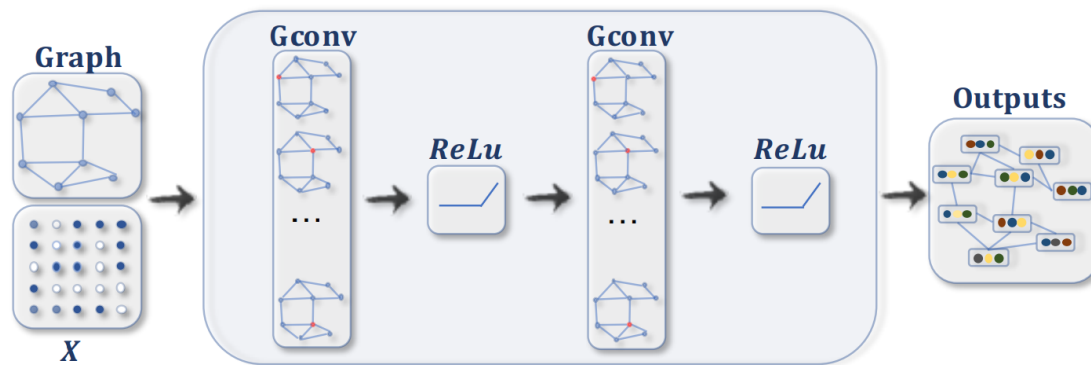 Graph
X
Gconv
...
ReLu
Gconv
...
ReLu
Outputs